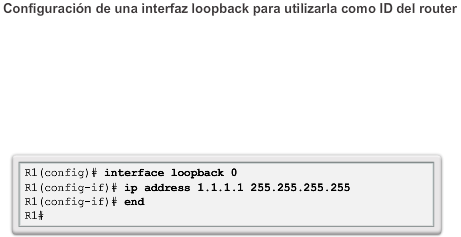 Configuración de una interfaz loopback para utilizarla como ID del router
R1(config)# interface loopback 0
R1(config-if)# ip address 1.1.1.1 255.255.255.255
R1(config-if)# end
R1#